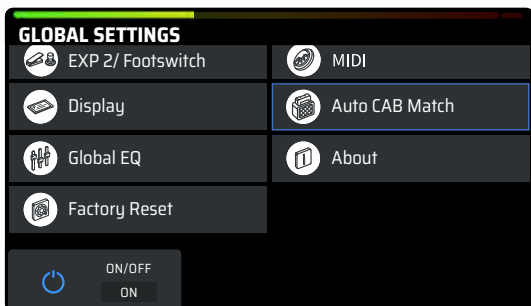 GLOBAL SETTINGS
EXP 2/ Footswitch
MIDI
Display
Auto CAB Match
Global EQ
About
Factory Reset
ON/OFF
ON